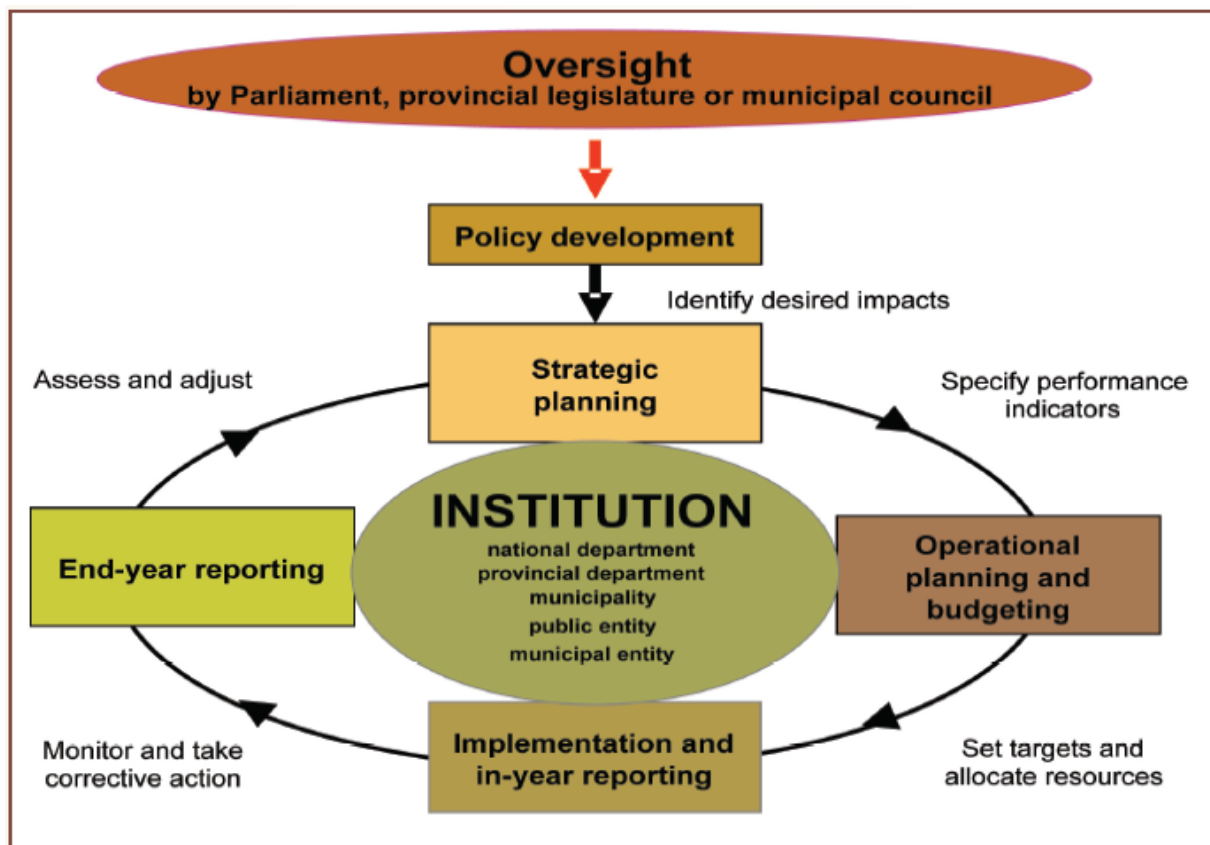 Oversight
by Parliament, provincial legislature or municipal council
Policy development
Identify desired impacts
Strategic
planning
Assess and adjust
Specify performance
indicators
INSTITUTION
national department
provincial department
municipality
public entity
municipal entity
End-year reporting
Operational
planning and
budgeting
Implementation and
in-year reporting
Monitor and take
corrective action
Set targets and
allocate resources